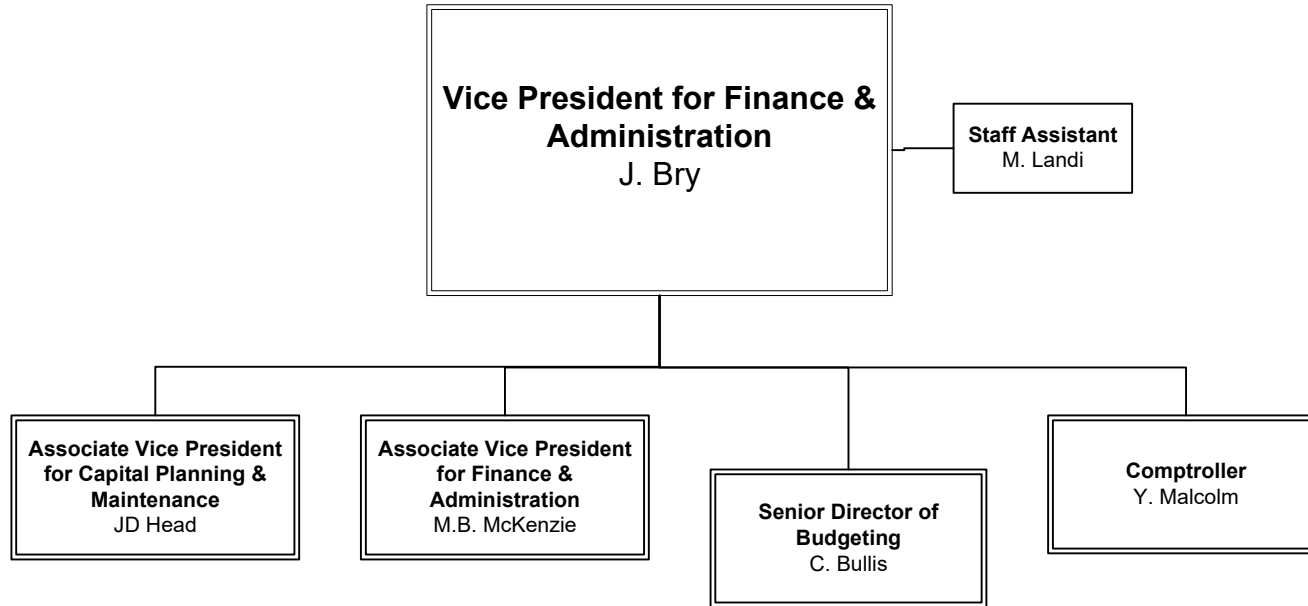 Vice President for Finance &
Administration
J. Bry
Staff Assistant
M. Landi
Associate Vice President
for Capital Planning &
Maintenance
JD Head
Associate Vice President
for Finance &
Administration
M.B. McKenzie
Senior Director of
Budgeting
C. Bullis
Comptroller
Y. Malcolm